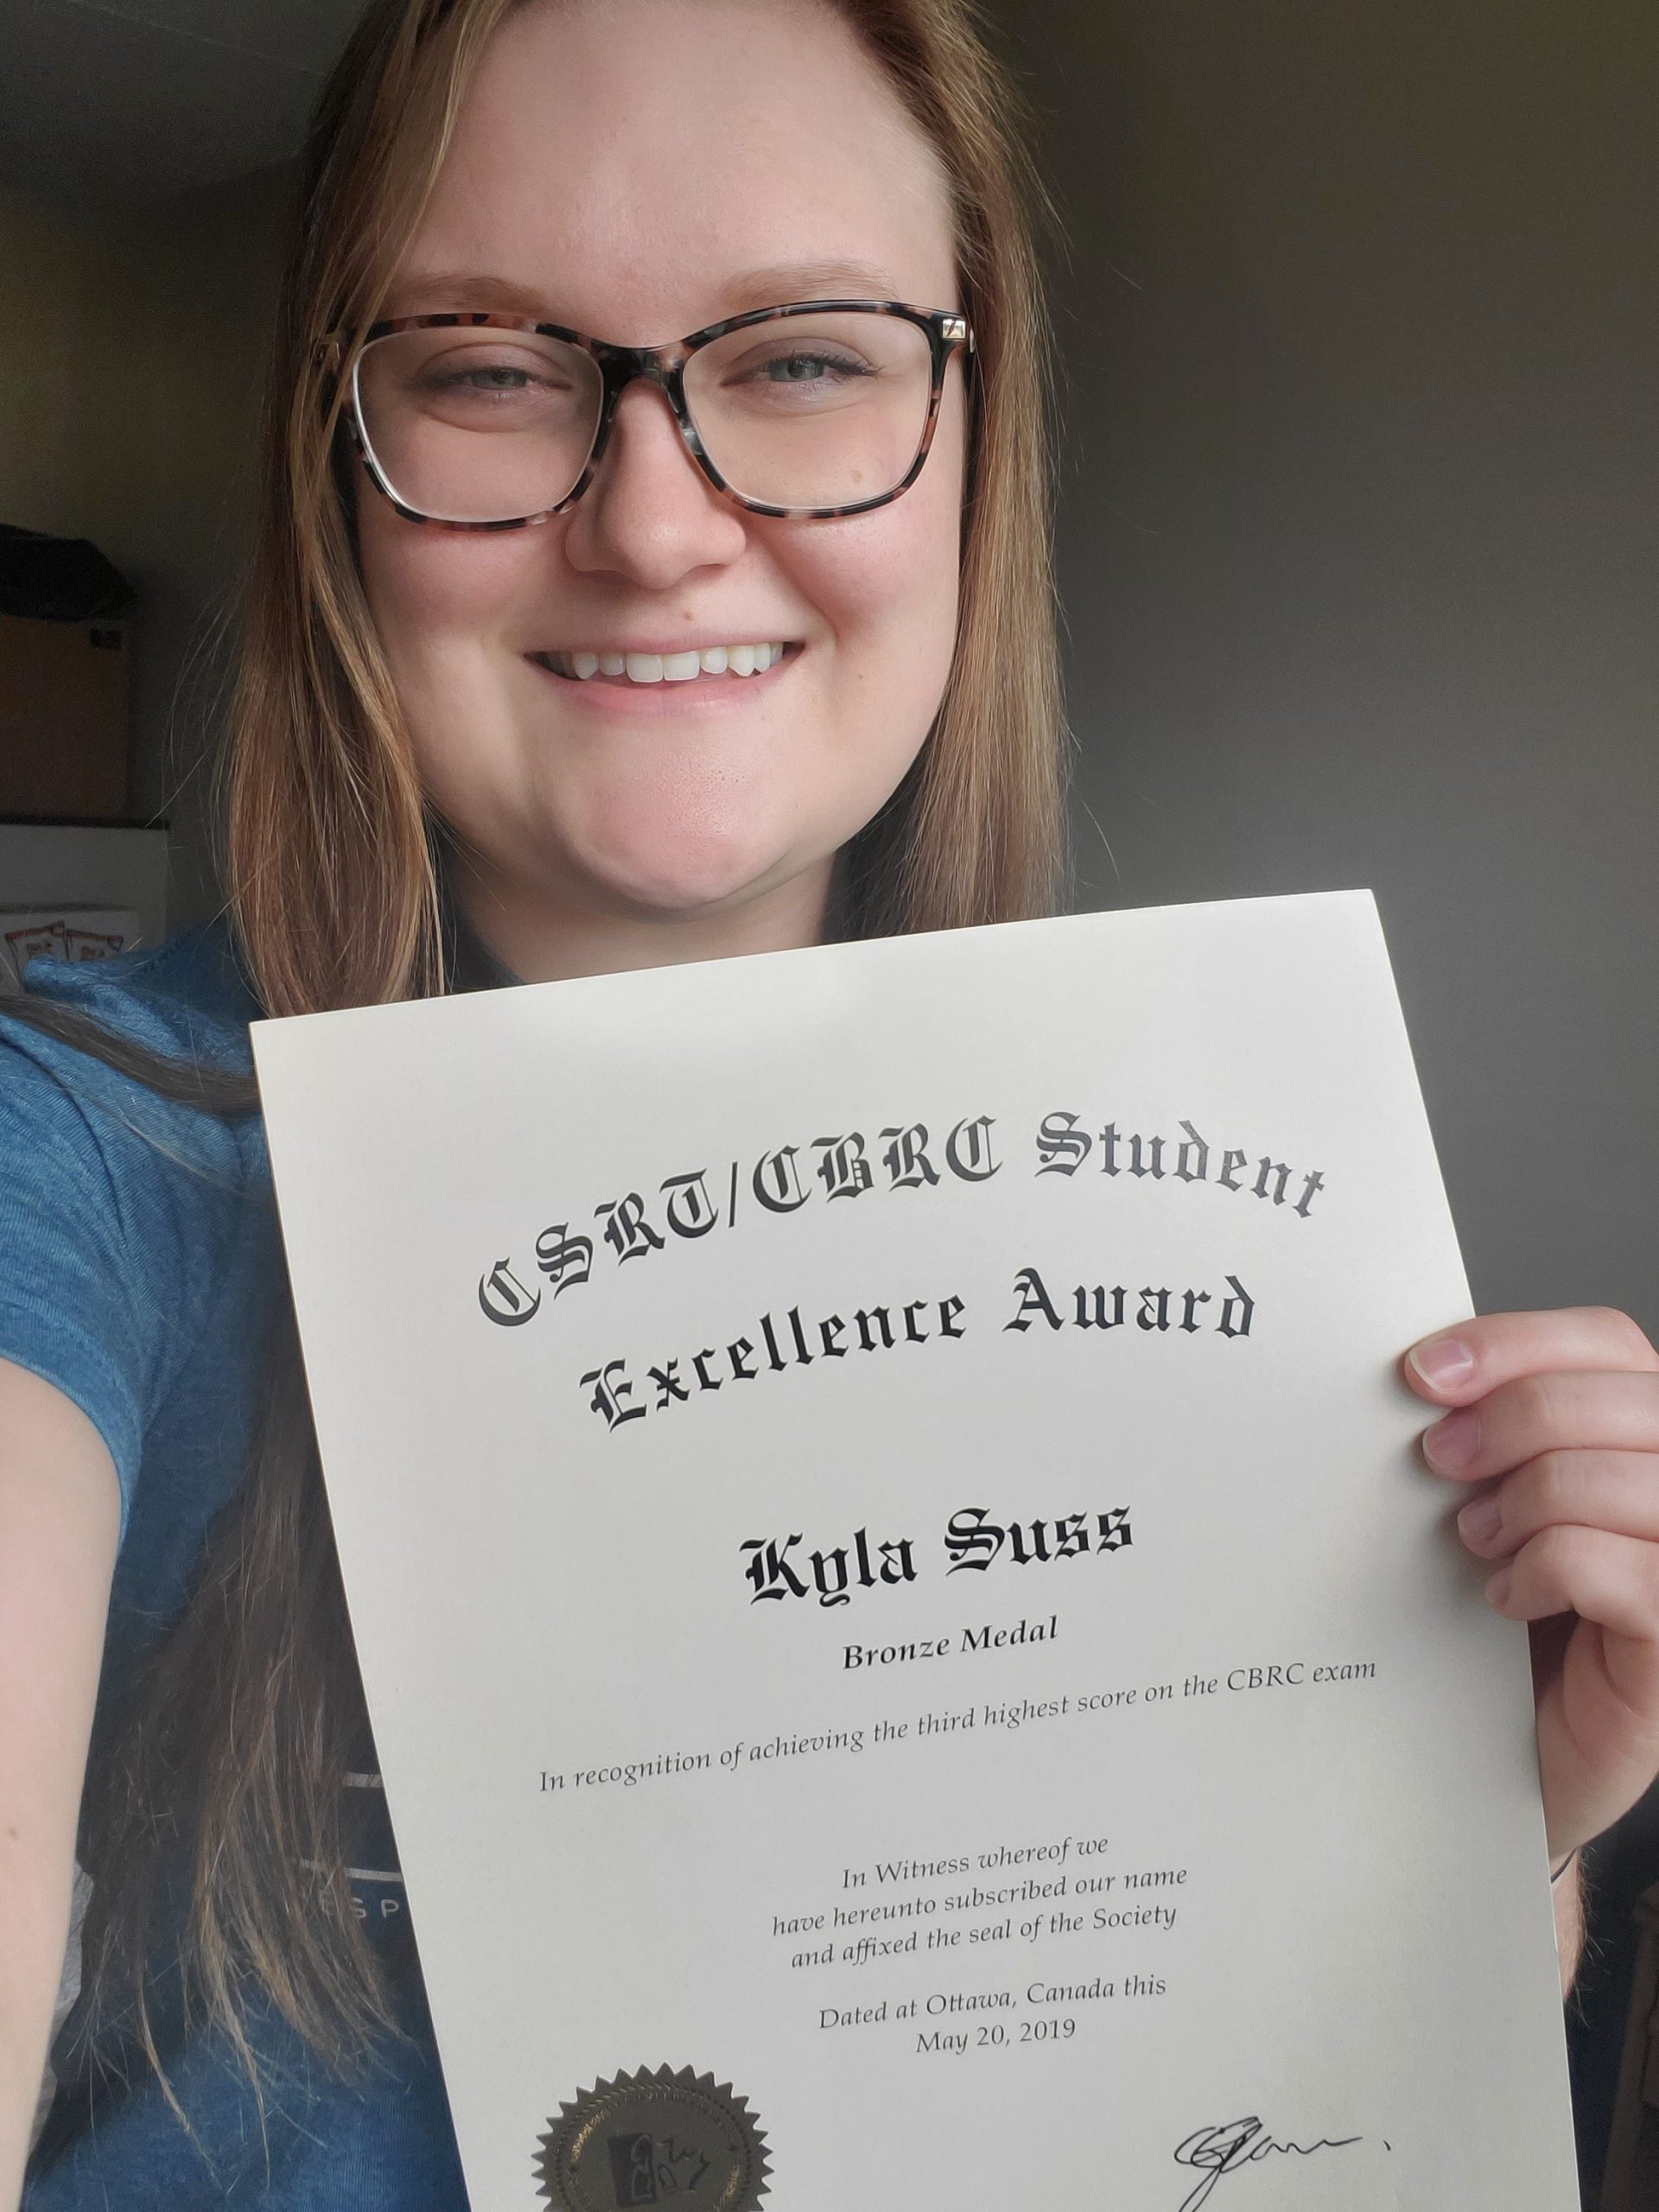 CSRT/CBRC Student
Excellence Award
Kyla Suss
Bronze Medal
In recognition of achieving the third highest score on the CBRC exam
In Witness whereof we
have hereunto subscribed our name
and affixed the seal of the Society
Dated at Ottawa, Canada this
May 20, 2019